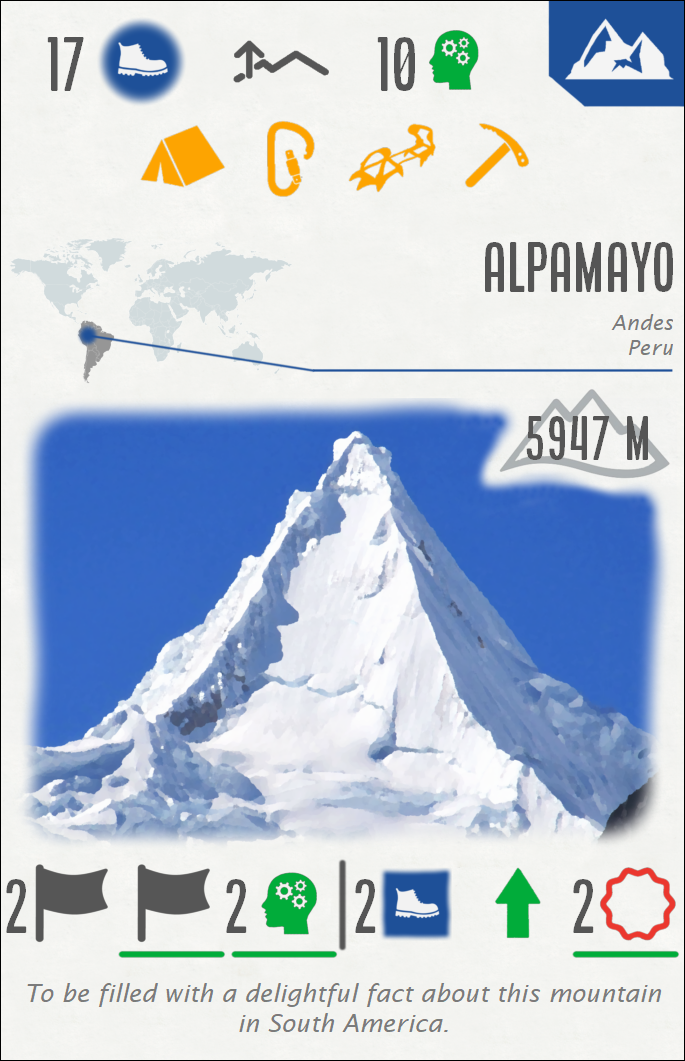 17 10
ALPAMAYO
Andes
Peru
5947 M
2 2 2 2
To be filled with a delightful fact about this mountain
in South America.